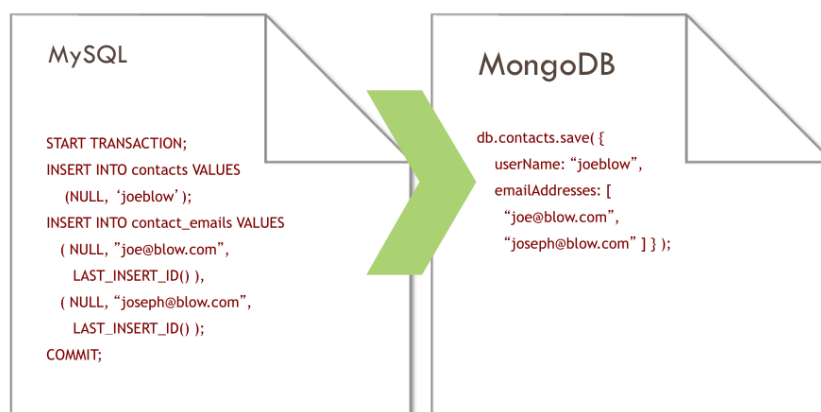 MySQL
START TRANSACTION;
INSERT INTO contacts VALUES
(NULL, ‘joeblow’);
INSERT INTO contact_emails VALUES
( NULL, ”joe@blow.com”,
LAST_INSERT_ID() ),
( NULL, “joseph@blow.com”,
LAST_INSERT_ID() );
COMMIT;
MongoDB
db.contacts.save( {
userName: “joeblow”,
emailAddresses: [
“joe@blow.com”,
“joseph@blow.com” ] } );